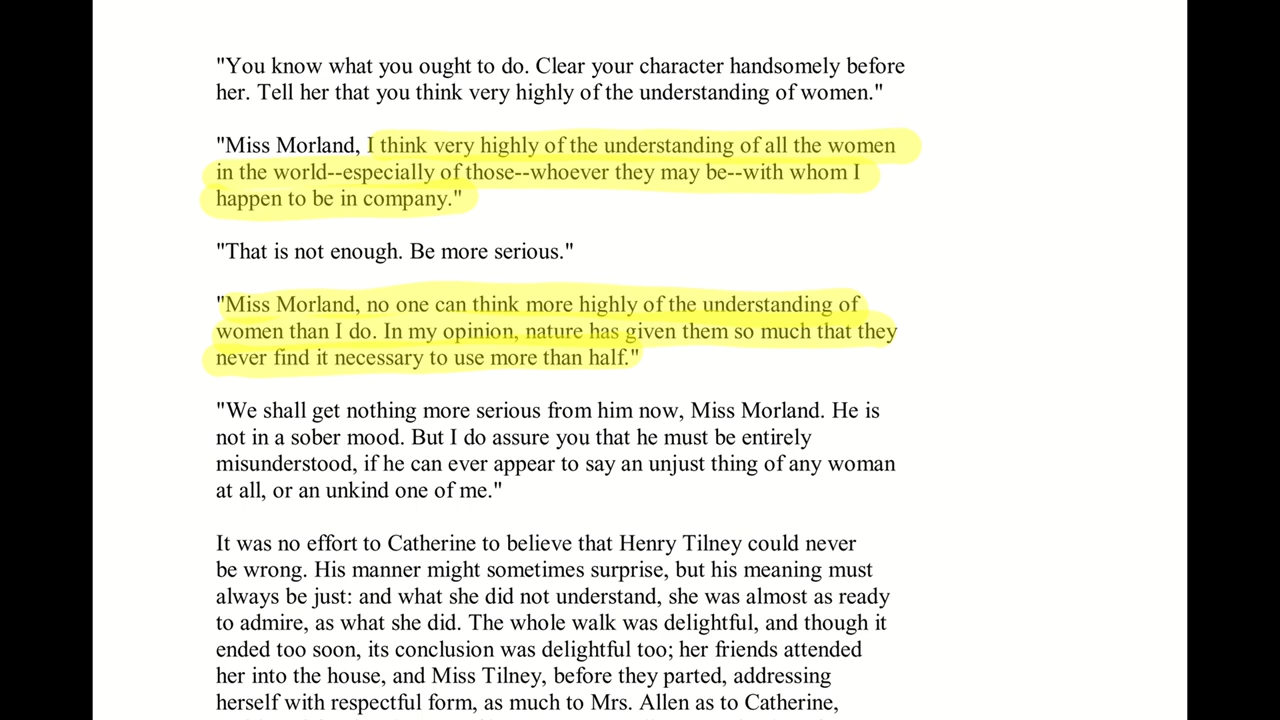 "You know what you ought to do. Clear your character handsomely before
her. Tell her that you think very highly of the understanding of women."
"Miss Morland, I think very highly of the understanding of all the women
in the world--especially of those--whoever they may be--with whom I
happen to be in company."
"That is not enough. Be more serious."
"Miss Morland, no one can think more highly of the understanding of
women than I do. In my opinion, nature has given them so much that they
never find it necessary to use more than half."
"We shall get nothing more serious from him now, Miss Morland. He is
not in a sober mood. But I do assure you that he must be entirely
misunderstood, if he can ever appear to say an unjust thing of any woman
at all, or an unkind one of me."
It was no effort to Catherine to believe that Henry Tilney could never
be wrong. His manner might sometimes surprise, but his meaning must
always be just: and what she did not understand, she was almost as ready
to admire, as what she did. The whole walk was delightful, and though it
ended too soon, its conclusion was delightful too; her friends attended
her into the house, and Miss Tilney, before they parted, addressing
herself with respectful form, as much to Mrs. Allen as to Catherine,